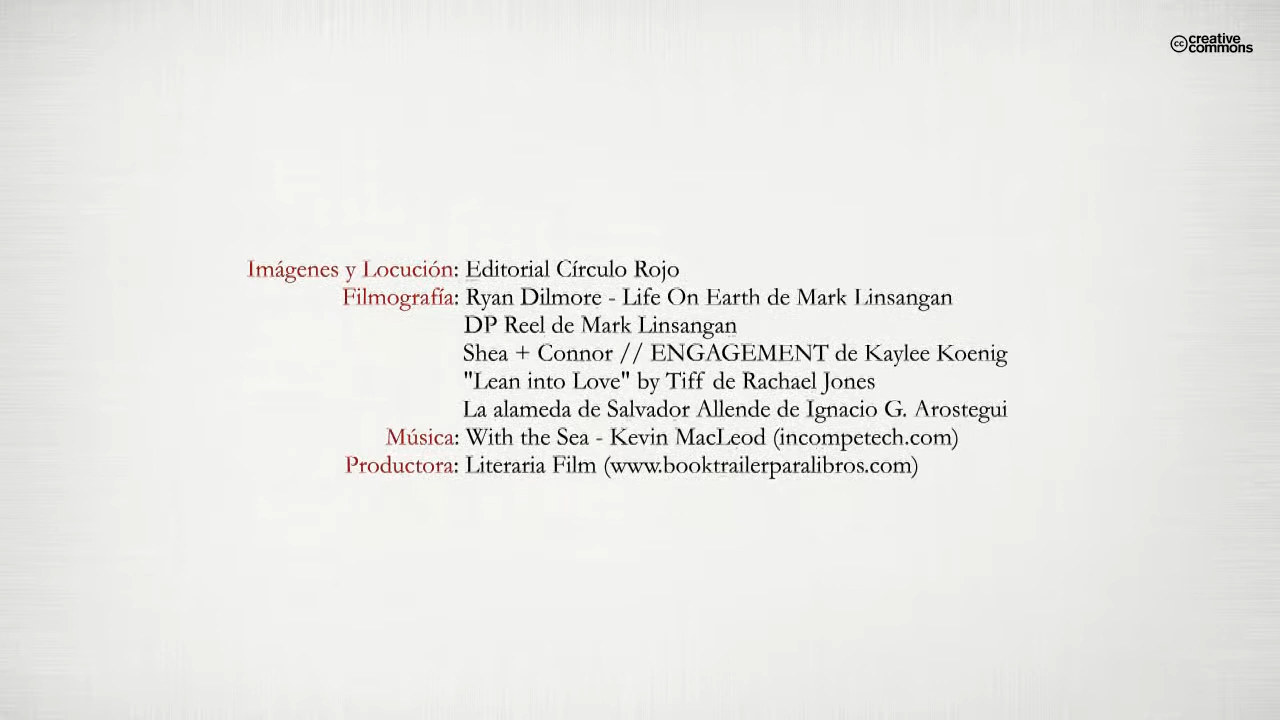 creative
commons
Imágenes y Locución: Editorial Círculo Rojo
Filmografía: Ryan Dilmore - Life On Earth de Mark Linsangan
DP Reel de Mark Linsangan
Shea + Connor // ENGAGEMENT de Kaylee Koenig
"Lean into Love" by Tiff de Rachael Jones
La alameda de Salvador Allende de Ignacio G. Arostegui
Música: With the Sea - Kevin MacLeod (incompetech.com)
Productora: Literaria Film (www.booktrailerparalibros.com)